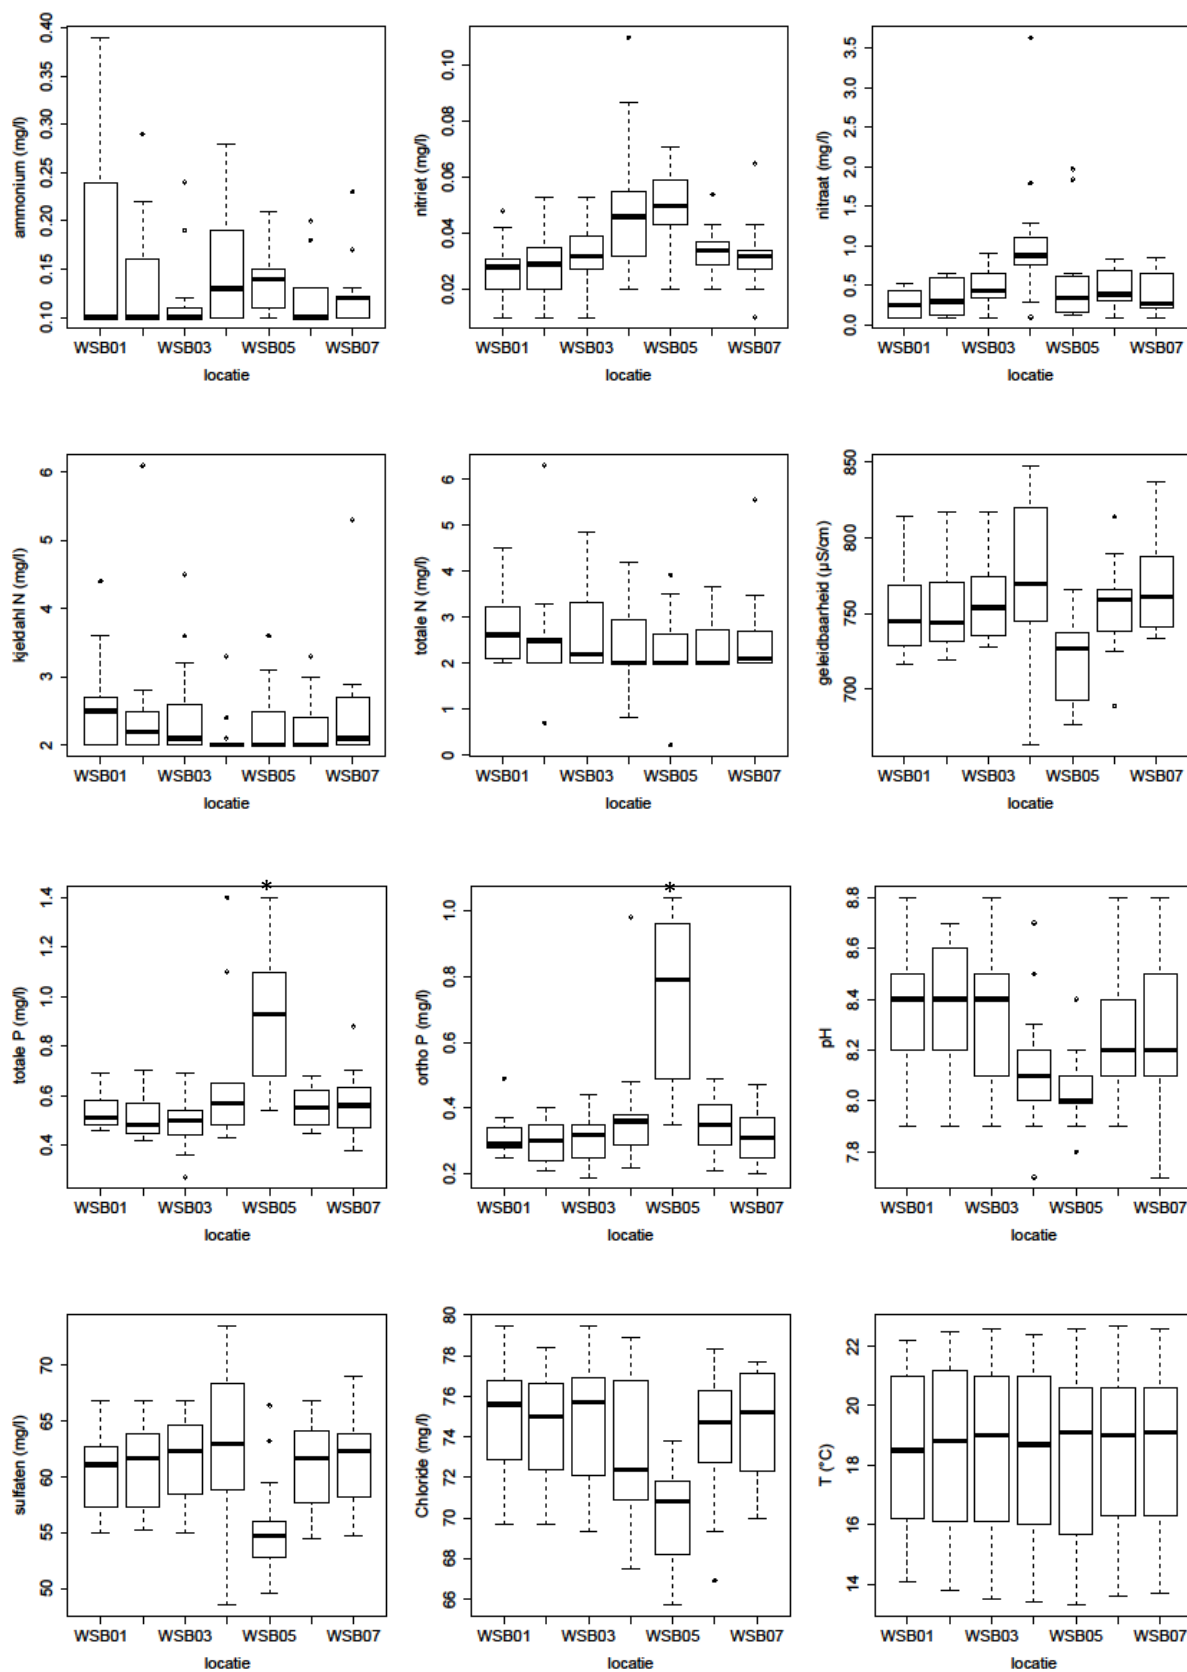 ammonium (mg/l)
0.10 0.15 0.20 0.25 0.30 0.35 0.40
WSB01 WSB03 WSB05 WSB07
locatie
nitriet (mg/l)
0.02 0.04 0.06 0.08 0.10
WSB01 WSB03 WSB05 WSB07
locatie
nitraat (mg/l)
0.0 0.5 1.0 1.5 2.0 2.5 3.0 3.5
WSB01 WSB03 WSB05 WSB07
locatie
kjeldahl N (mg/l)
2 3 4 5 6
WSB01 WSB03 WSB05 WSB07
locatie
totale N (mg/l)
0 1 2 3 4 5 6
WSB01 WSB03 WSB05 WSB07
locatie
geleidbaarheid (µS/cm)
700 750 800 850
WSB01 WSB03 WSB05 WSB07
locatie
totale P (mg/l)
0.4 0.6 0.8 1.0 1.2 1.4
*
WSB01 WSB03 WSB05 WSB07
locatie
ortho P (mg/l)
0.2 0.4 0.6 0.8 1.0
*
WSB01 WSB03 WSB05 WSB07
locatie
pH
7.8 8.0 8.2 8.4 8.6 8.8
WSB01 WSB03 WSB05 WSB07
locatie
sulfaten (mg/l)
50 55 60 65 70
WSB01 WSB03 WSB05 WSB07
locatie
Chloride (mg/l)
66 68 70 72 74 76 78 80
WSB01 WSB03 WSB05 WSB07
locatie
T (°C)
14 16 18 20 22
WSB01 WSB03 WSB05 WSB07
locatie